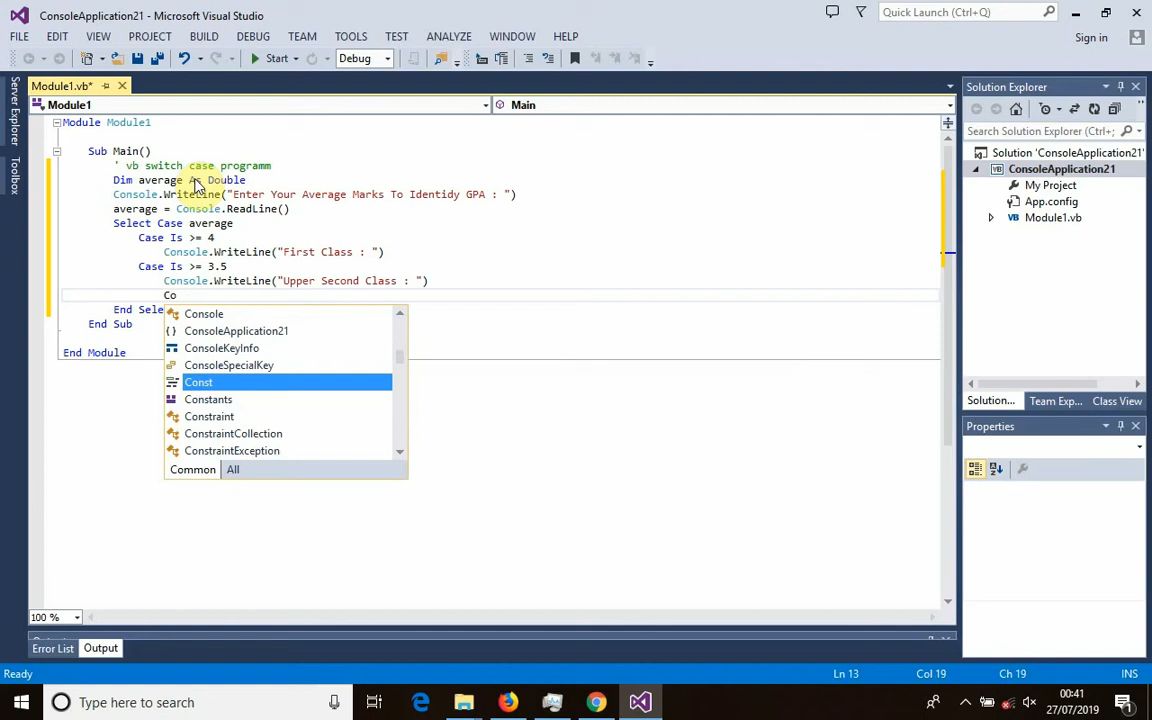 ConsoleApplication21 - Microsoft Visual Studio
Quick Launch (Ctrl+Q)
FILE EDIT VIEW PROJECT BUILD DEBUG TEAM TOOLS TEST ANALYZE WINDOW HELP
Sign in
Start Debug
Server Explorer
Toolbox
Module1.vb*
Module1 Main
Module Module1
Sub Main()
' vb switch case programm
Dim average As Double
Console.WriteLine("Enter Your Average Marks To Identidy GPA : ")
average = Console.ReadLine()
Select Case average
Case Is >= 4
Console.WriteLine("First Class : ")
Case Is >= 3.5
Console.WriteLine("Upper Second Class : ")
Co
End Sele
End Sub
End Module
Console
ConsoleApplication21
ConsoleKeyInfo
ConsoleSpecialKey
Const
Constants
Constraint
ConstraintCollection
ConstraintException
Common All
100 %
Error List Output
Solution Explorer
Search Solution Explorer
Solution 'ConsoleApplication21'
ConsoleApplication21
My Project
App.config
Module1.vb
Solution... Team Exp... Class View
Properties
Ready Ln 13 Col 19 Ch 19 INS
Type here to search
00:41
27/07/2019
1